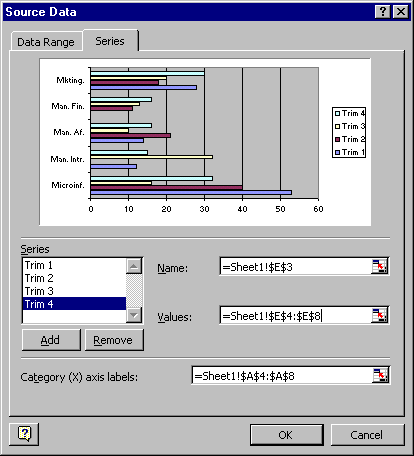 Source Data
Data Range Series
Mkting.
Man. Fin.
Man. Af.
Man. Intr.
Microinf.
0 10 20 30 40 50 60
Trim 4
Trim 3
Trim 2
Trim 1
Series
Trim 1
Trim 2
Trim 3
Trim 4
Name: =Sheet1!$E$3
Values: =Sheet1!$E$4:$E$8
Add Remove
Category (X) axis labels: =Sheet1!$A$4:$A$8
OK Cancel